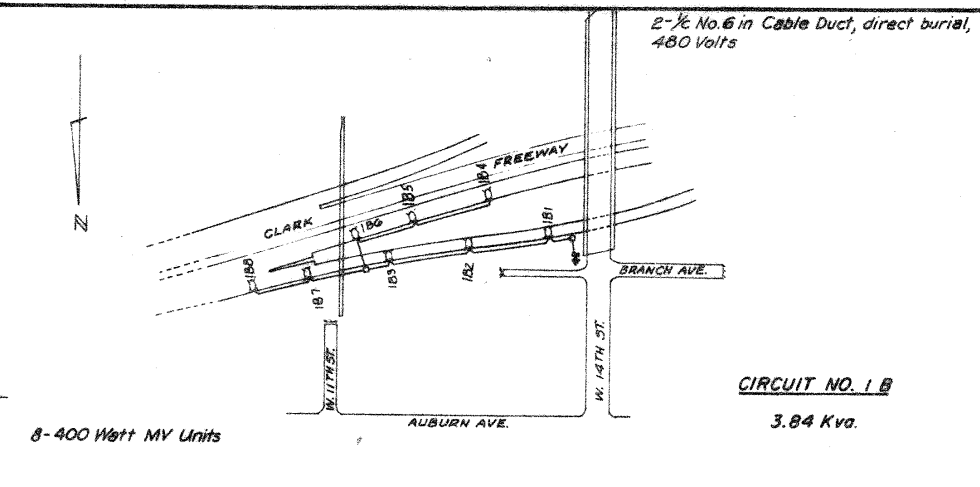 2-1/c No.6 in Cable Duct, direct burial,
480 Volts
N
CLARK FREEWAY
184
185
186
181
182
183
187
188
BRANCH AVE.
W. 11TH ST.
W. 14TH ST.
AUBURN AVE.
CIRCUIT NO. 1 B
3.84 Kva.
8-400 Watt MV Units